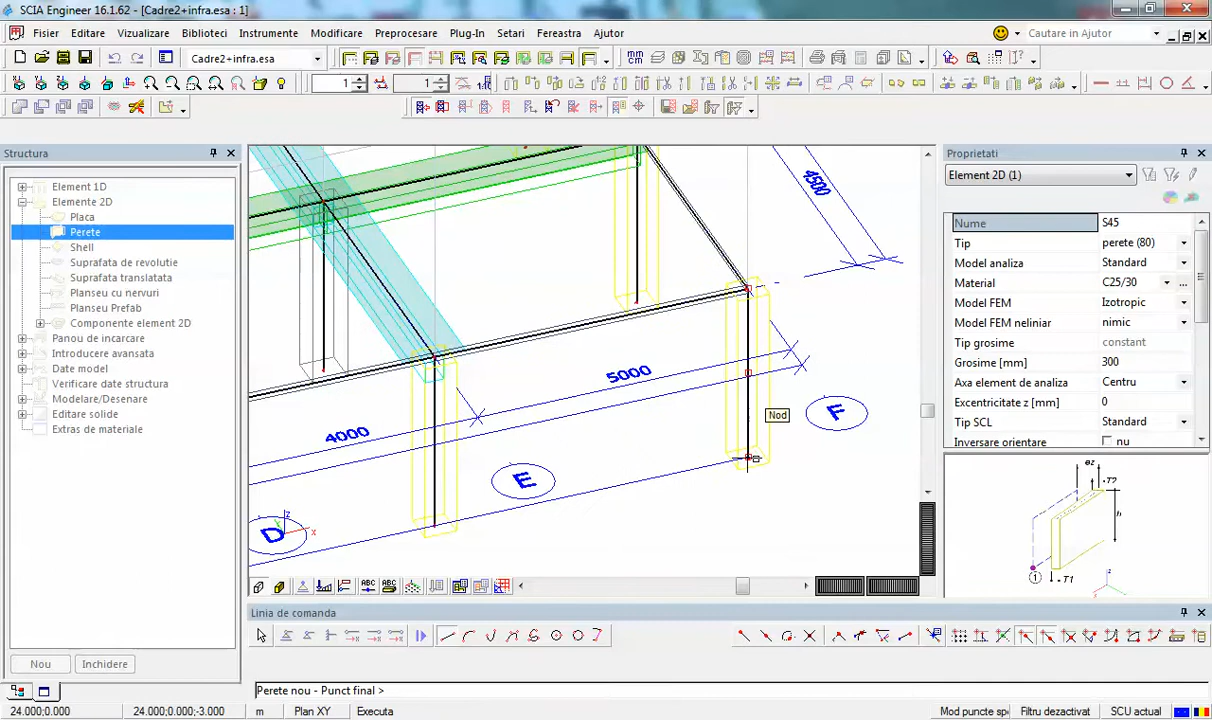 SCIA Engineer 16.1.62 - [Cadre2+infra.esa : 1]
Fisier Editare Vizualizare Biblioteci Instrumente Modificare Preprocesare Plug-In Setari Fereastra Ajutor
Cautare in Ajutor
Cadre2+infra.esa
1 1
Structura
Element 1D
Elemente 2D
Placa
Perete
Shell
Suprafata de revolutie
Suprafata translatata
Planseu cu nervuri
Planseu Prefab
Componente element 2D
Panou de incarcare
Introducere avansata
Date model
Verificare date structura
Modelare/Desenare
Editare solide
Extras de materiale
Nou Inchidere
4500
5000
4000
Nod
F
E
D
z
x
Proprietati
Element 2D (1)
Nume S45
Tip perete (80)
Model analiza Standard
Material C25/30
Model FEM Izotropic
Model FEM neliniar nimic
Tip grosime constant
Grosime [mm] 300
Axa element de analiza Centru
Excentricitate z [mm] 0
Tip SCL Standard
Inversare orientare nu
ez
T2
h
1
T1
Linia de comanda
Perete nou - Punct final >
24.000;0.000 24.000;0.000;-3.000 m Plan XY Executa Mod puncte sp Filtru dezactivat SCU actual